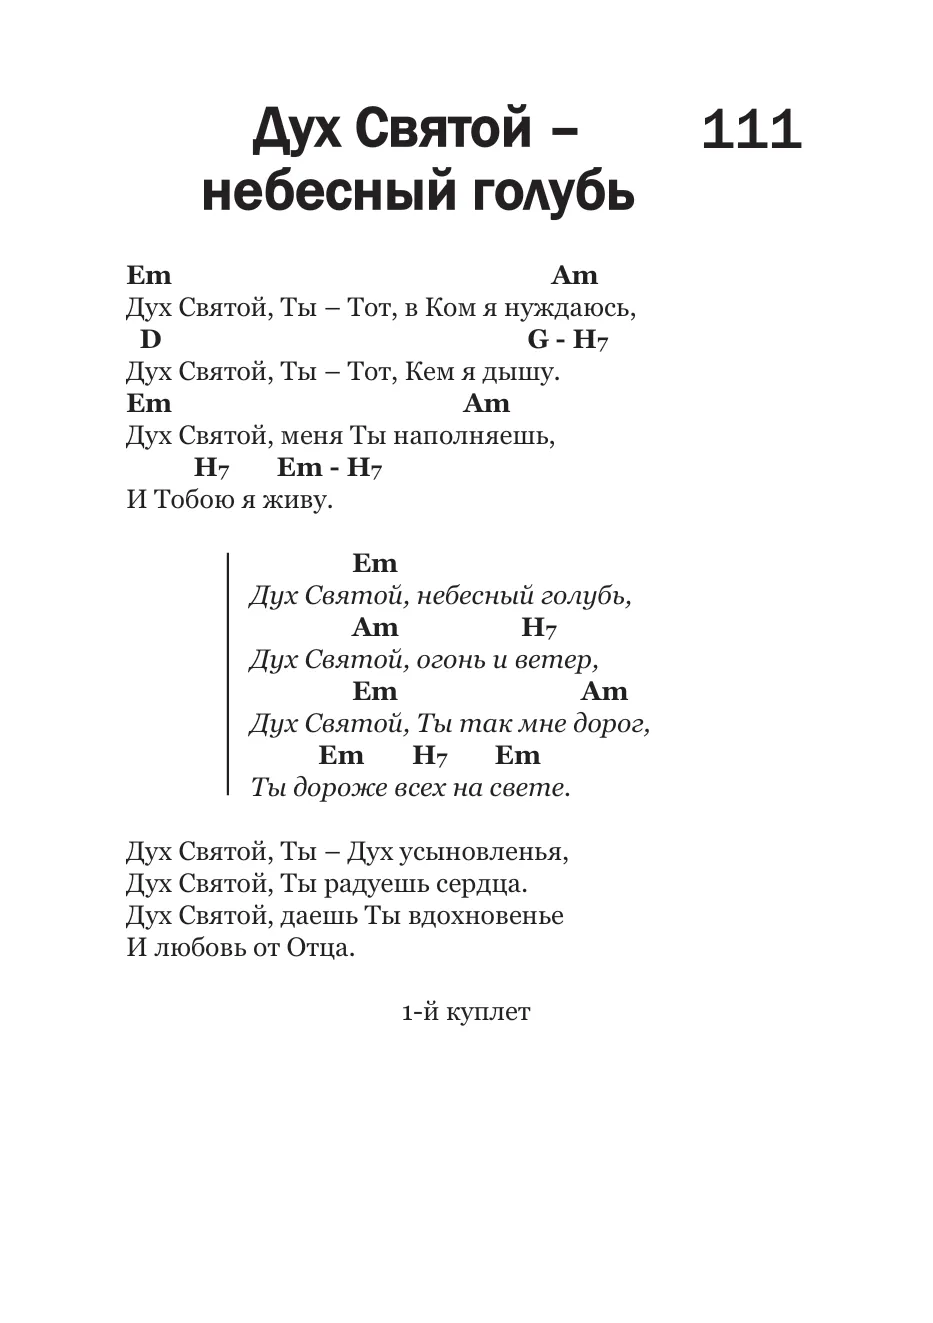 Дух Святой –
небесный голубь
111
Em Am
Дух Святой, Ты – Тот, в Ком я нуждаюсь,
D G - H7
Дух Святой, Ты – Тот, Кем я дышу.
Em Am
Дух Святой, меня Ты наполняешь,
H7 Em - H7
И Тобою я живу.
Em
Дух Святой, небесный голубь,
Am H7
Дух Святой, огонь и ветер,
Em Am
Дух Святой, Ты так мне дорог,
Em H7 Em
Ты дороже всех на свете.
Дух Святой, Ты – Дух усыновленья,
Дух Святой, Ты радуешь сердца.
Дух Святой, даешь Ты вдохновенье
И любовь от Отца.
1-й куплет